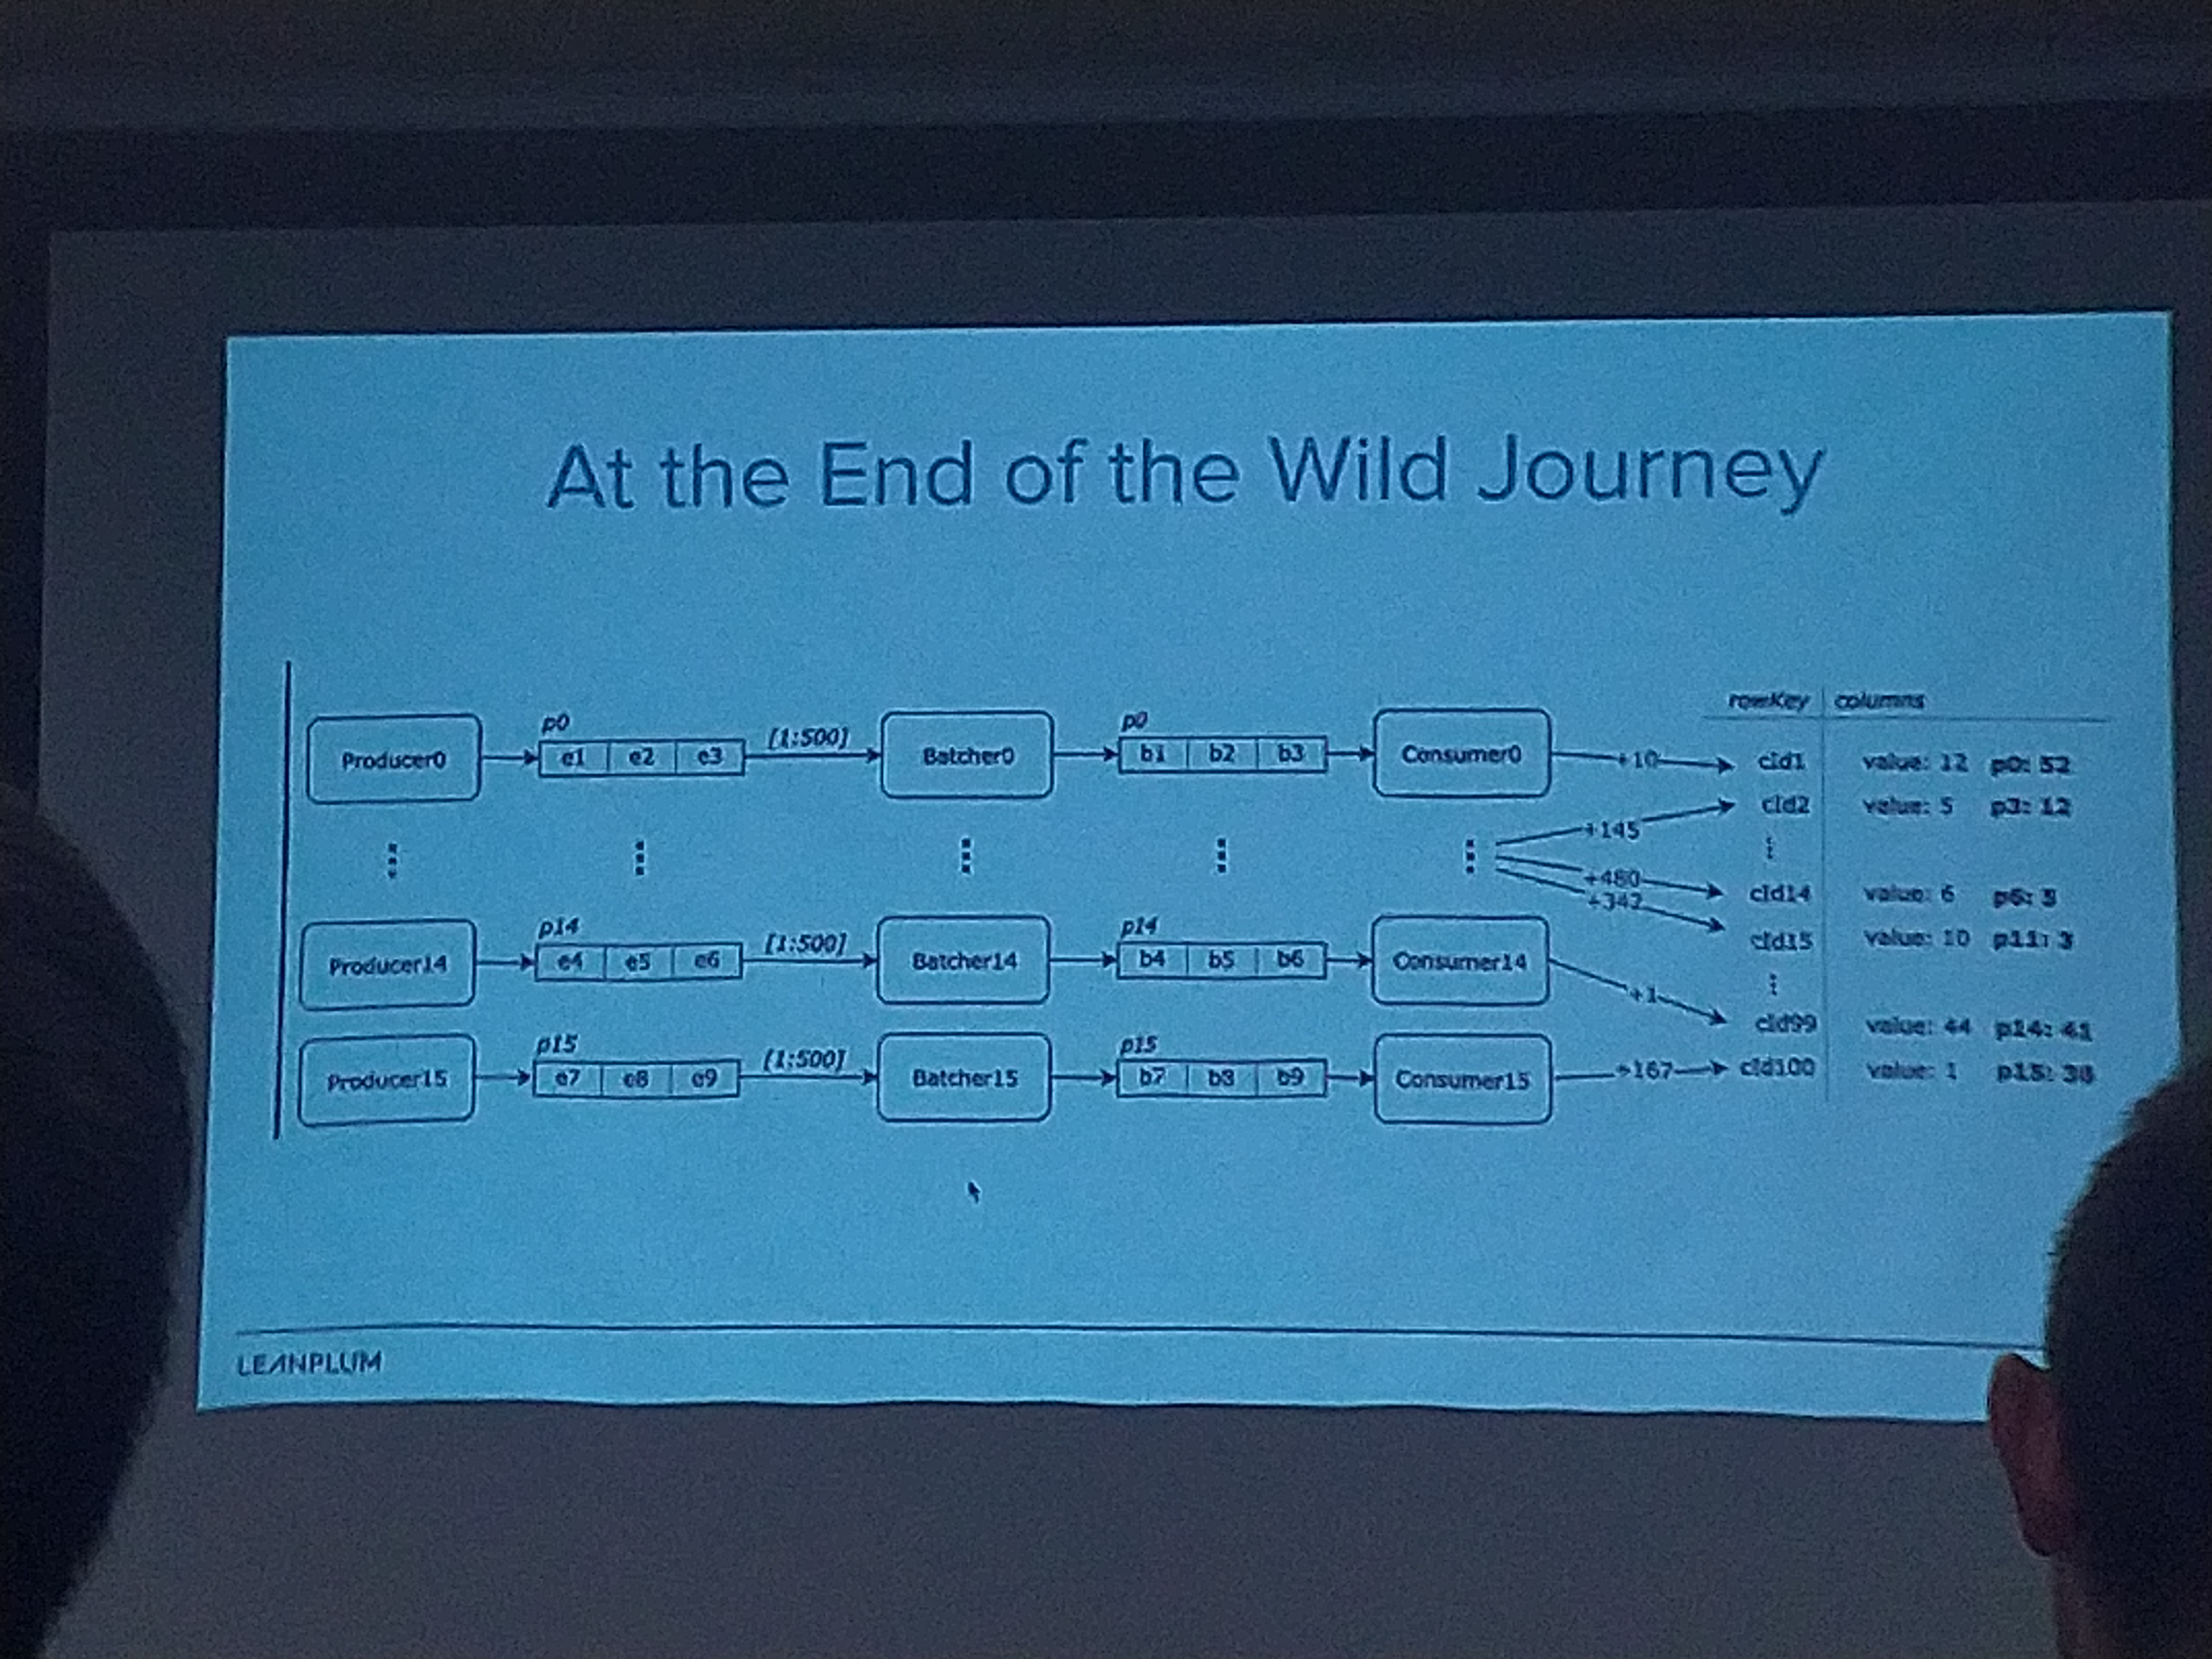 At the End of the Wild Journey
rowKey columns
p0 [1:500] p0
Producer0 e1 e2 e3 Batcher0 b1 b2 b3 Consumer0 +10 cId1 value: 12 p0: 52
+145 cId2 value: 5 p3: 12
+480 cId14 value: 6 p6: 5
+342 cId15 value: 10 p11: 3
p14 [1:500] p14
Producer14 e4 e5 e6 Batcher14 b4 b5 b6 Consumer14 +1 cId99 value: 44 p14: 41
p15 [1:500] p15
Producer15 e7 e8 e9 Batcher15 b7 b8 b9 Consumer15 +167 cId100 value: 1 p15:
LEANPLUM